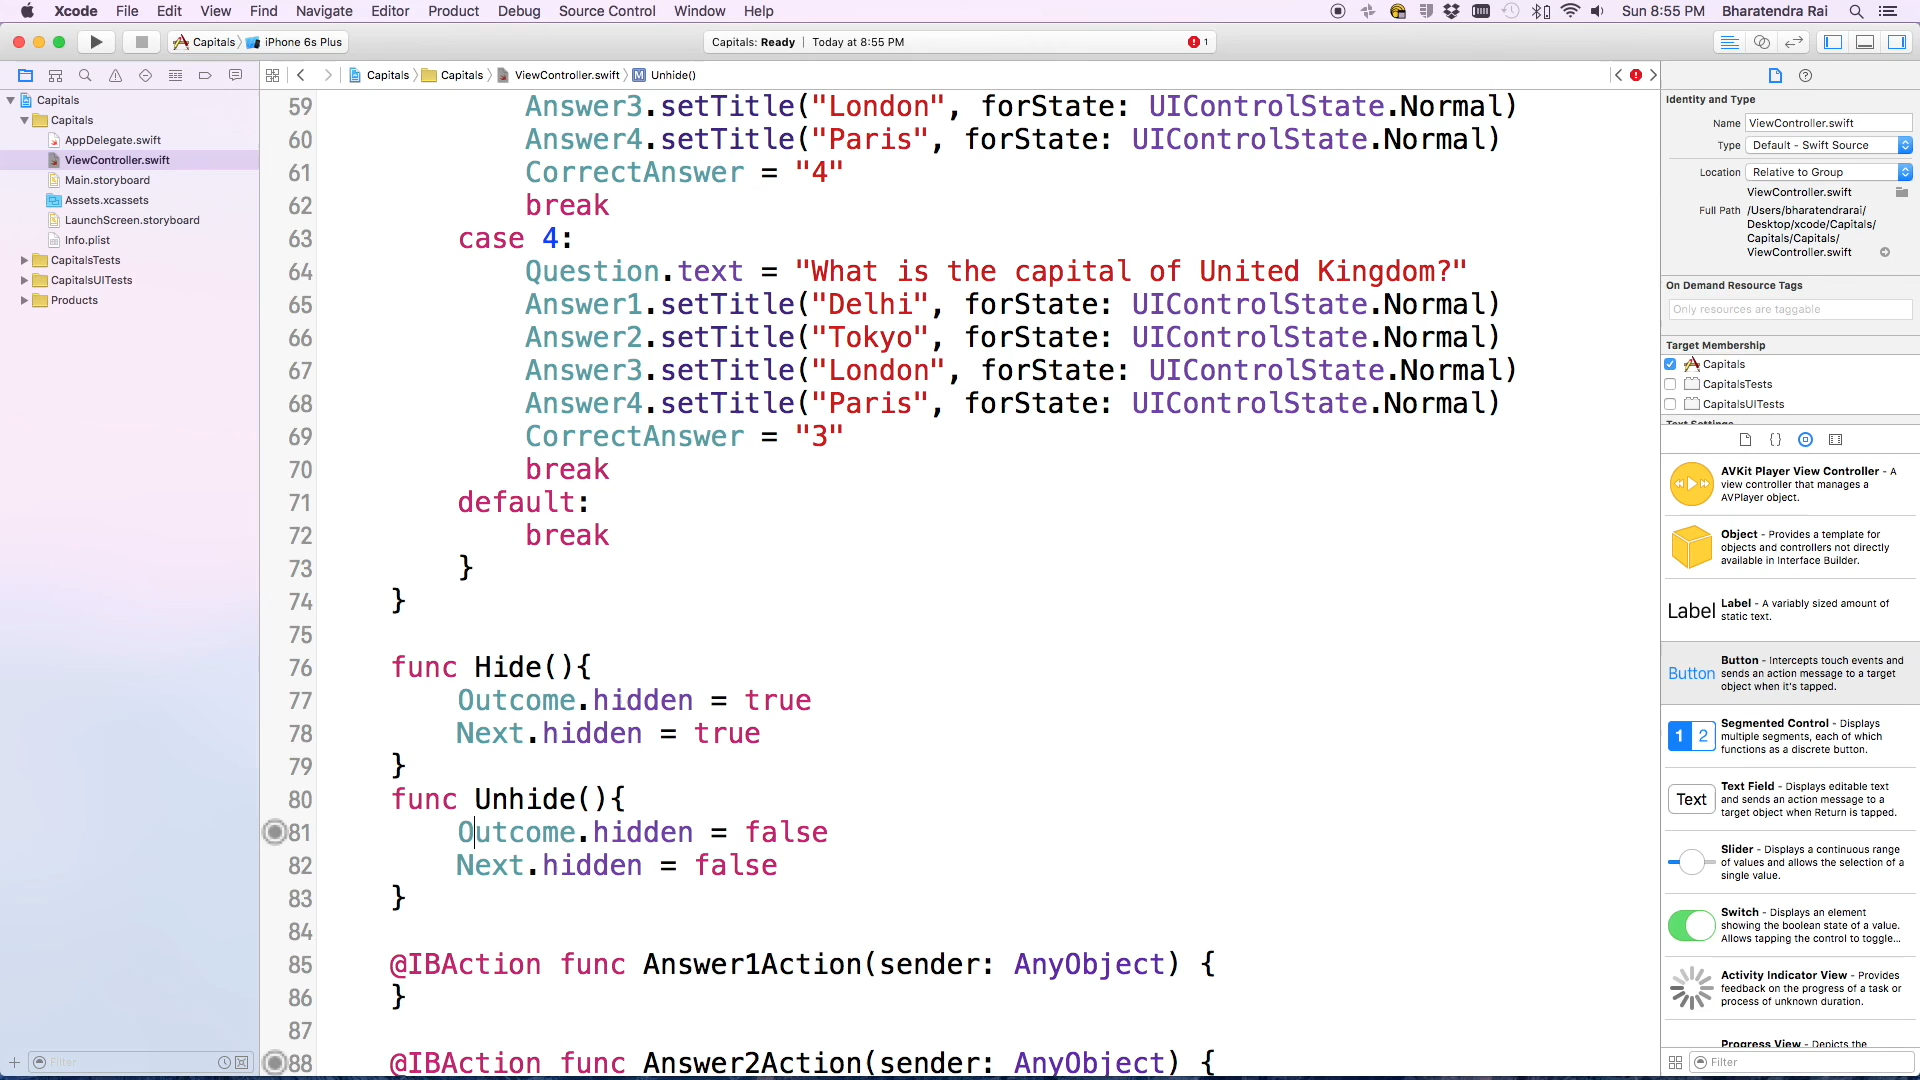 Xcode File Edit View Find Navigate Editor Product Debug Source Control Window Help Sun 8:55 PM Bharatendra Rai
Capitals iPhone 6s Plus Capitals: Ready Today at 8:55 PM 1
Capitals Capitals ViewController.swift M Unhide()
Capitals
Capitals
AppDelegate.swift
ViewController.swift
Main.storyboard
Assets.xcassets
LaunchScreen.storyboard
Info.plist
CapitalsTests
CapitalsUITests
Products
Filter
59 Answer3.setTitle("London", forState: UIControlState.Normal)
60 Answer4.setTitle("Paris", forState: UIControlState.Normal)
61 CorrectAnswer = "4"
62 break
63 case 4:
64 Question.text = "What is the capital of United Kingdom?"
65 Answer1.setTitle("Delhi", forState: UIControlState.Normal)
66 Answer2.setTitle("Tokyo", forState: UIControlState.Normal)
67 Answer3.setTitle("London", forState: UIControlState.Normal)
68 Answer4.setTitle("Paris", forState: UIControlState.Normal)
69 CorrectAnswer = "3"
70 break
71 default:
72 break
73 }
74 }
75
76 func Hide(){
77 Outcome.hidden = true
78 Next.hidden = true
79 }
80 func Unhide(){
81 Outcome.hidden = false
82 Next.hidden = false
83 }
84
85 @IBAction func Answer1Action(sender: AnyObject) {
86 }
87
88 @IBAction func Answer2Action(sender: AnyObject) {
Identity and Type
Name ViewController.swift
Type Default - Swift Source
Location Relative to Group
ViewController.swift
Full Path /Users/bharatendrarai/
Desktop/xcode/Capitals/
Capitals/Capitals/
ViewController.swift
On Demand Resource Tags
Only resources are taggable
Target Membership
Capitals
CapitalsTests
CapitalsUITests
Text Settings
AVKit Player View Controller - A
view controller that manages a
AVPlayer object.
Object - Provides a template for
objects and controllers not directly
available in Interface Builder.
Label Label - A variably sized amount of
static text.
Button Button - Intercepts touch events and
sends an action message to a target
object when it's tapped.
1 2 Segmented Control - Displays
multiple segments, each of which
functions as a discrete button.
Text Text Field - Displays editable text
and sends an action message to a
target object when Return is tapped.
Slider - Displays a continuous range
of values and allows the selection of a
single value.
Switch - Displays an element
showing the boolean state of a value.
Allows tapping the control to toggle...
Activity Indicator View - Provides
feedback on the progress of a task or
process of unknown duration.
Progress View - Depicts the
Filter